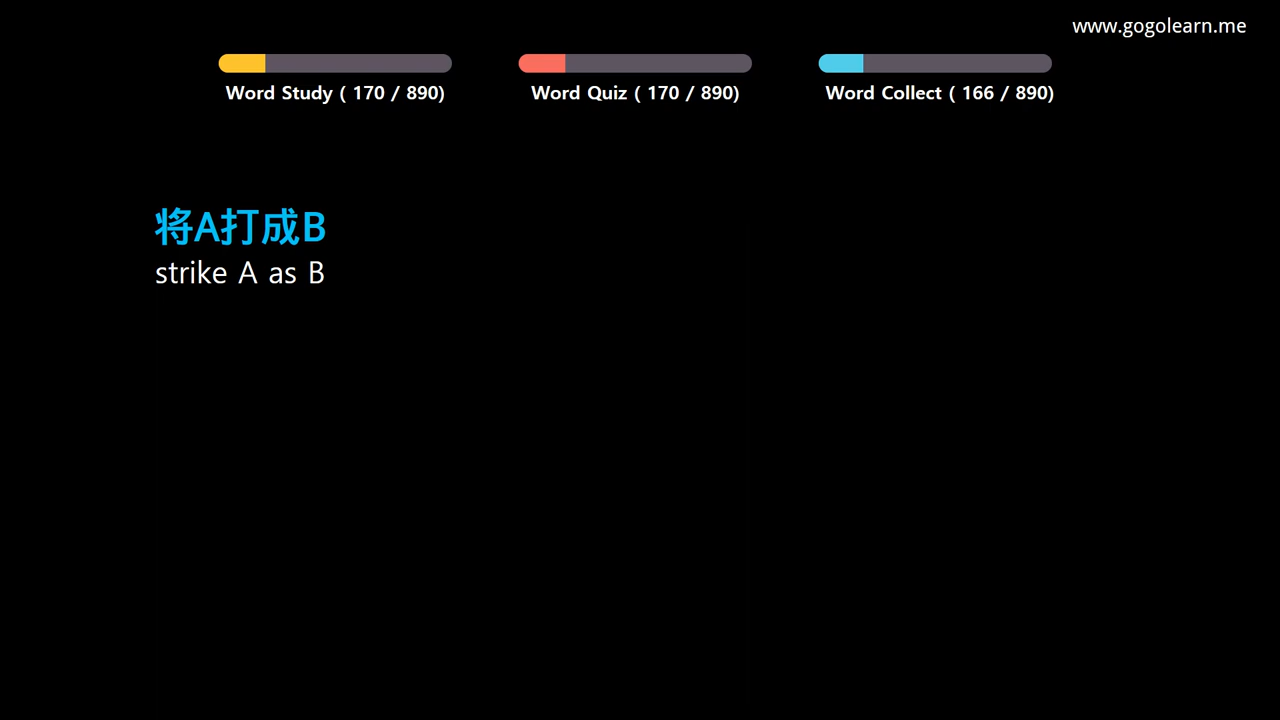 www.gogolearn.me
Word Study ( 170 / 890)
Word Quiz ( 170 / 890)
Word Collect ( 166 / 890)
将A打成B
strike A as B